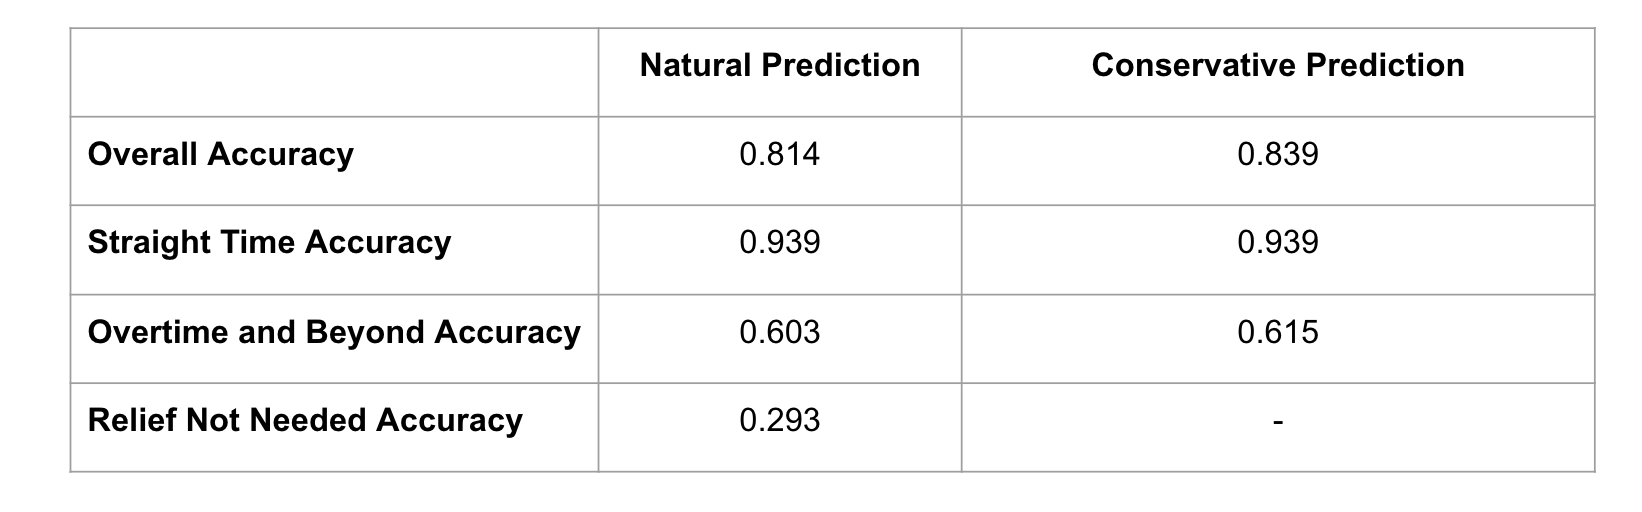 Natural Prediction Conservative Prediction
Overall Accuracy 0.814 0.839
Straight Time Accuracy 0.939 0.939
Overtime and Beyond Accuracy 0.603 0.615
Relief Not Needed Accuracy 0.293 -